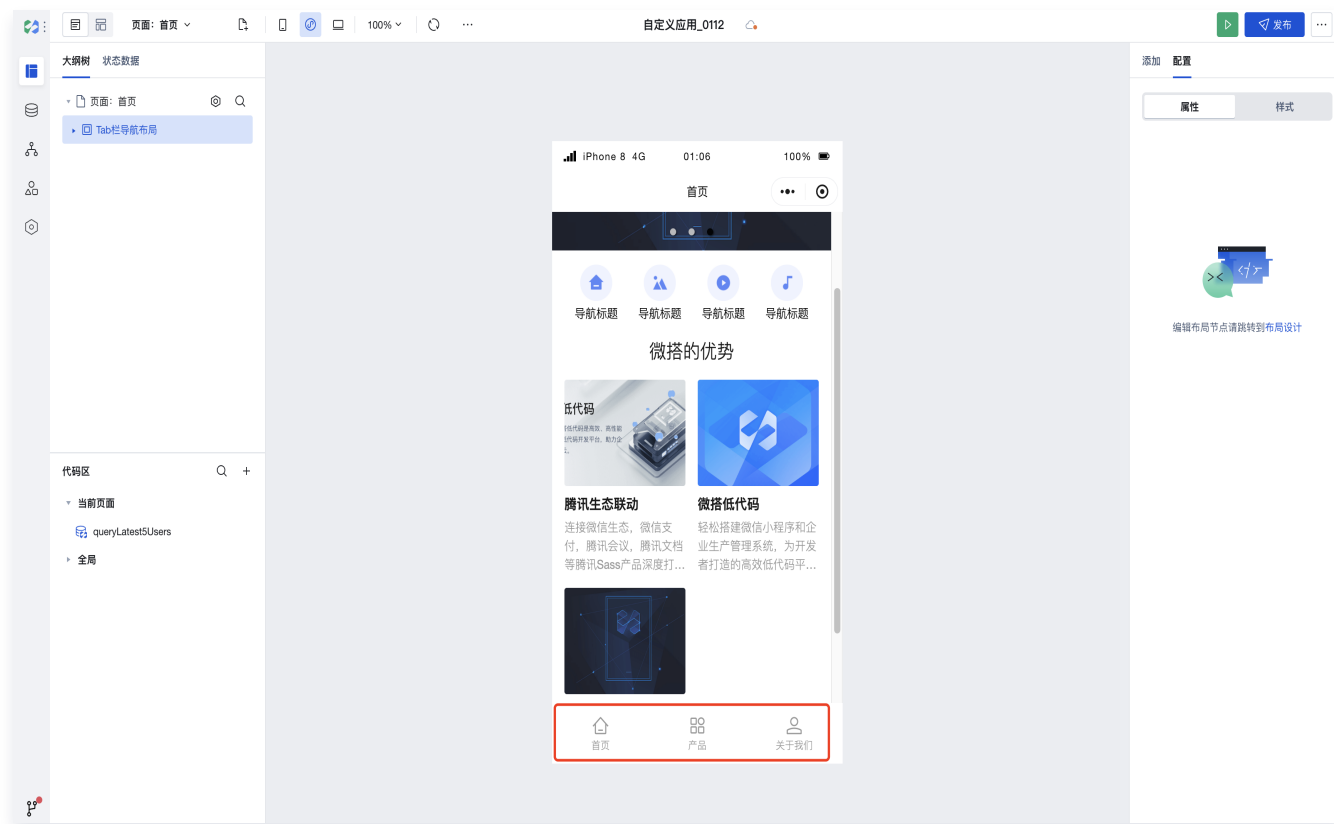 页面：首页
100%
自定义应用_0112
发布
大纲树 状态数据
页面：首页
Tab栏导航布局
代码区
当前页面
queryLatest5Users
全局
iPhone 8 4G 01:06 100%
首页
导航标题 导航标题 导航标题 导航标题
微搭的优势
低代码
腾讯生态联动
连接微信生态，微信支
付，腾讯会议，腾讯文档
等腾讯Sass产品深度打...
微搭低代码
轻松搭建微信小程序和企
业生产管理系统，为开发
者打造的高效低代码平...
首页 产品 关于我们
添加 配置
属性 样式
编辑布局节点请跳转到布局设计